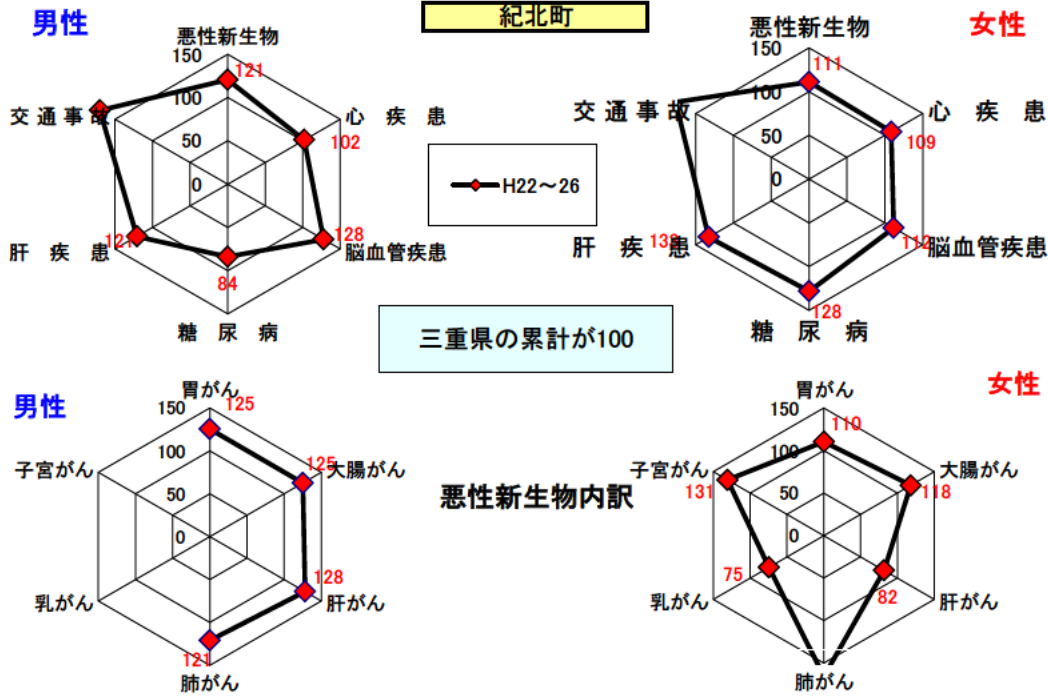 男性
紀北町
女性
悪性新生物
150
121
100
50
0
心 疾 患
102
128
脳血管疾患
84
糖 尿 病
121
肝 疾 患
交 通 事 故
H22～26
悪性新生物
150
111
100
50
0
心 疾 患
109
112
脳血管疾患
128
糖 尿 病
肝 疾 患
交 通 事 故
三重県の累計が100
男性
胃がん
150
125
100
50
0
125
大腸がん
128
肝がん
121
肺がん
乳がん
子宮がん
悪性新生物内訳
女性
胃がん
150
110
100
50
0
大腸がん
118
82
肝がん
肺がん
75
乳がん
131
子宮がん